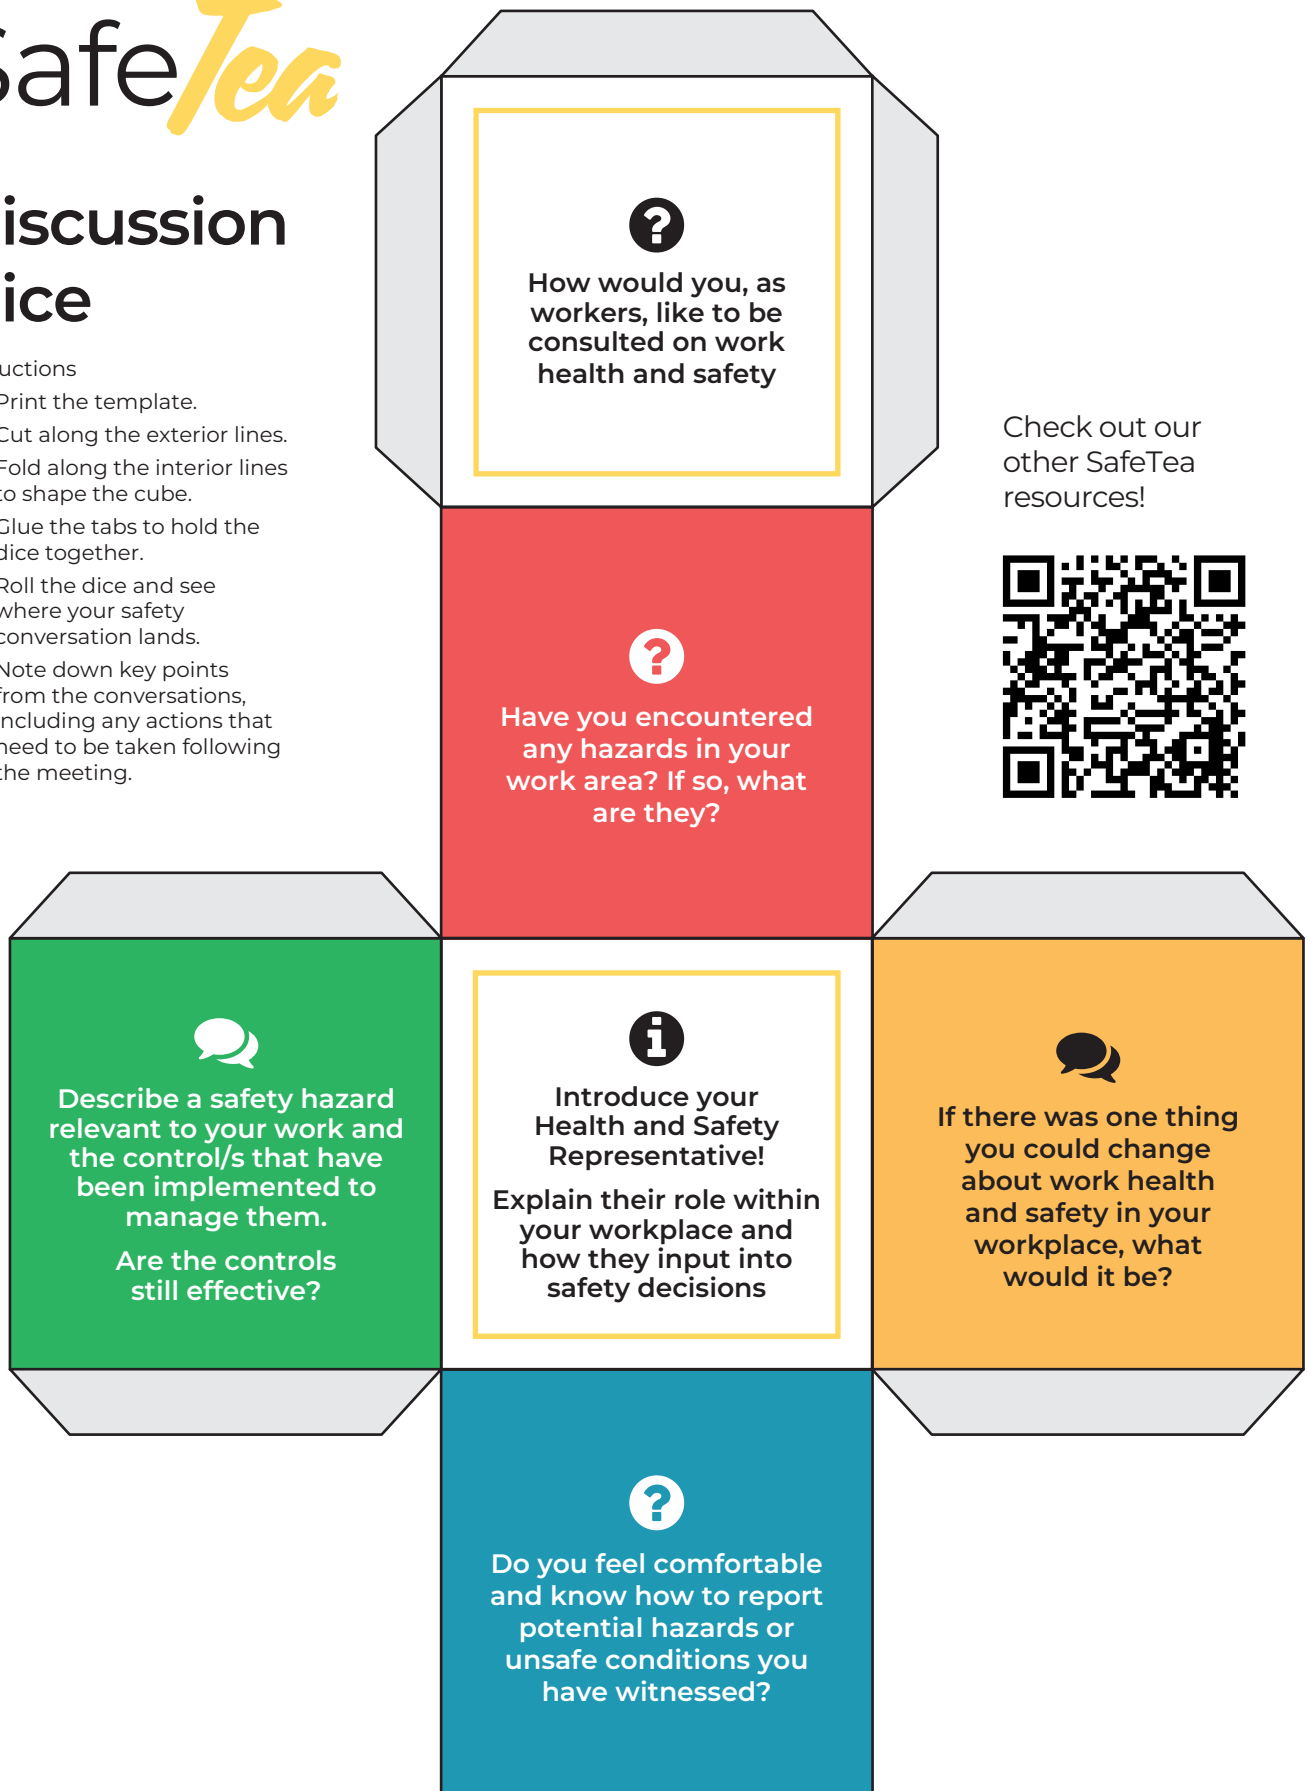 SafeTea
iscussion
ice
uctions
Print the template.
Cut along the exterior lines.
Fold along the interior lines
to shape the cube.
Glue the tabs to hold the
dice together.
Roll the dice and see
where your safety
conversation lands.
Note down key points
from the conversations,
including any actions that
need to be taken following
the meeting.
How would you, as
workers, like to be
consulted on work
health and safety
Check out our
other SafeTea
resources!
Have you encountered
any hazards in your
work area? If so, what
are they?
Describe a safety hazard
relevant to your work and
the control/s that have
been implemented to
manage them.
Are the controls
still effective?
Introduce your
Health and Safety
Representative!
Explain their role within
your workplace and
how they input into
safety decisions
If there was one thing
you could change
about work health
and safety in your
workplace, what
would it be?
Do you feel comfortable
and know how to report
potential hazards or
unsafe conditions you
have witnessed?